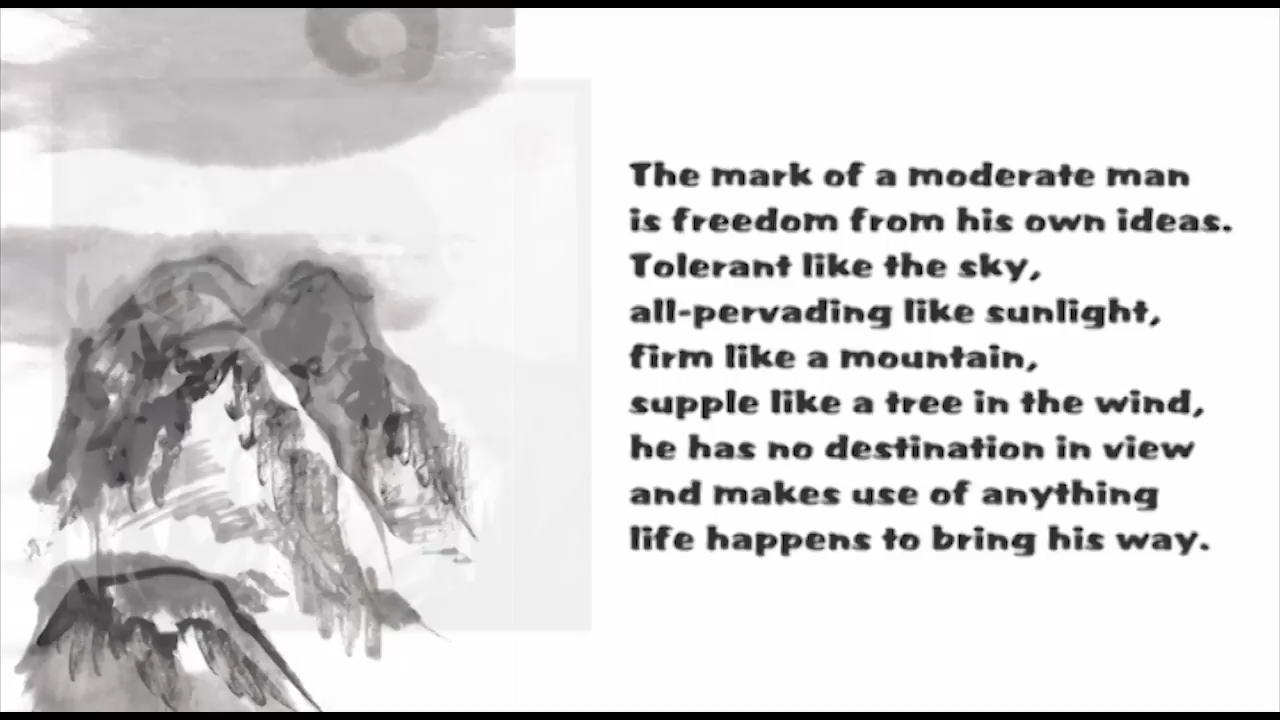 The mark of a moderate man
is freedom from his own ideas.
Tolerant like the sky,
all-pervading like sunlight,
firm like a mountain,
supple like a tree in the wind,
he has no destination in view
and makes use of anything
life happens to bring his way.